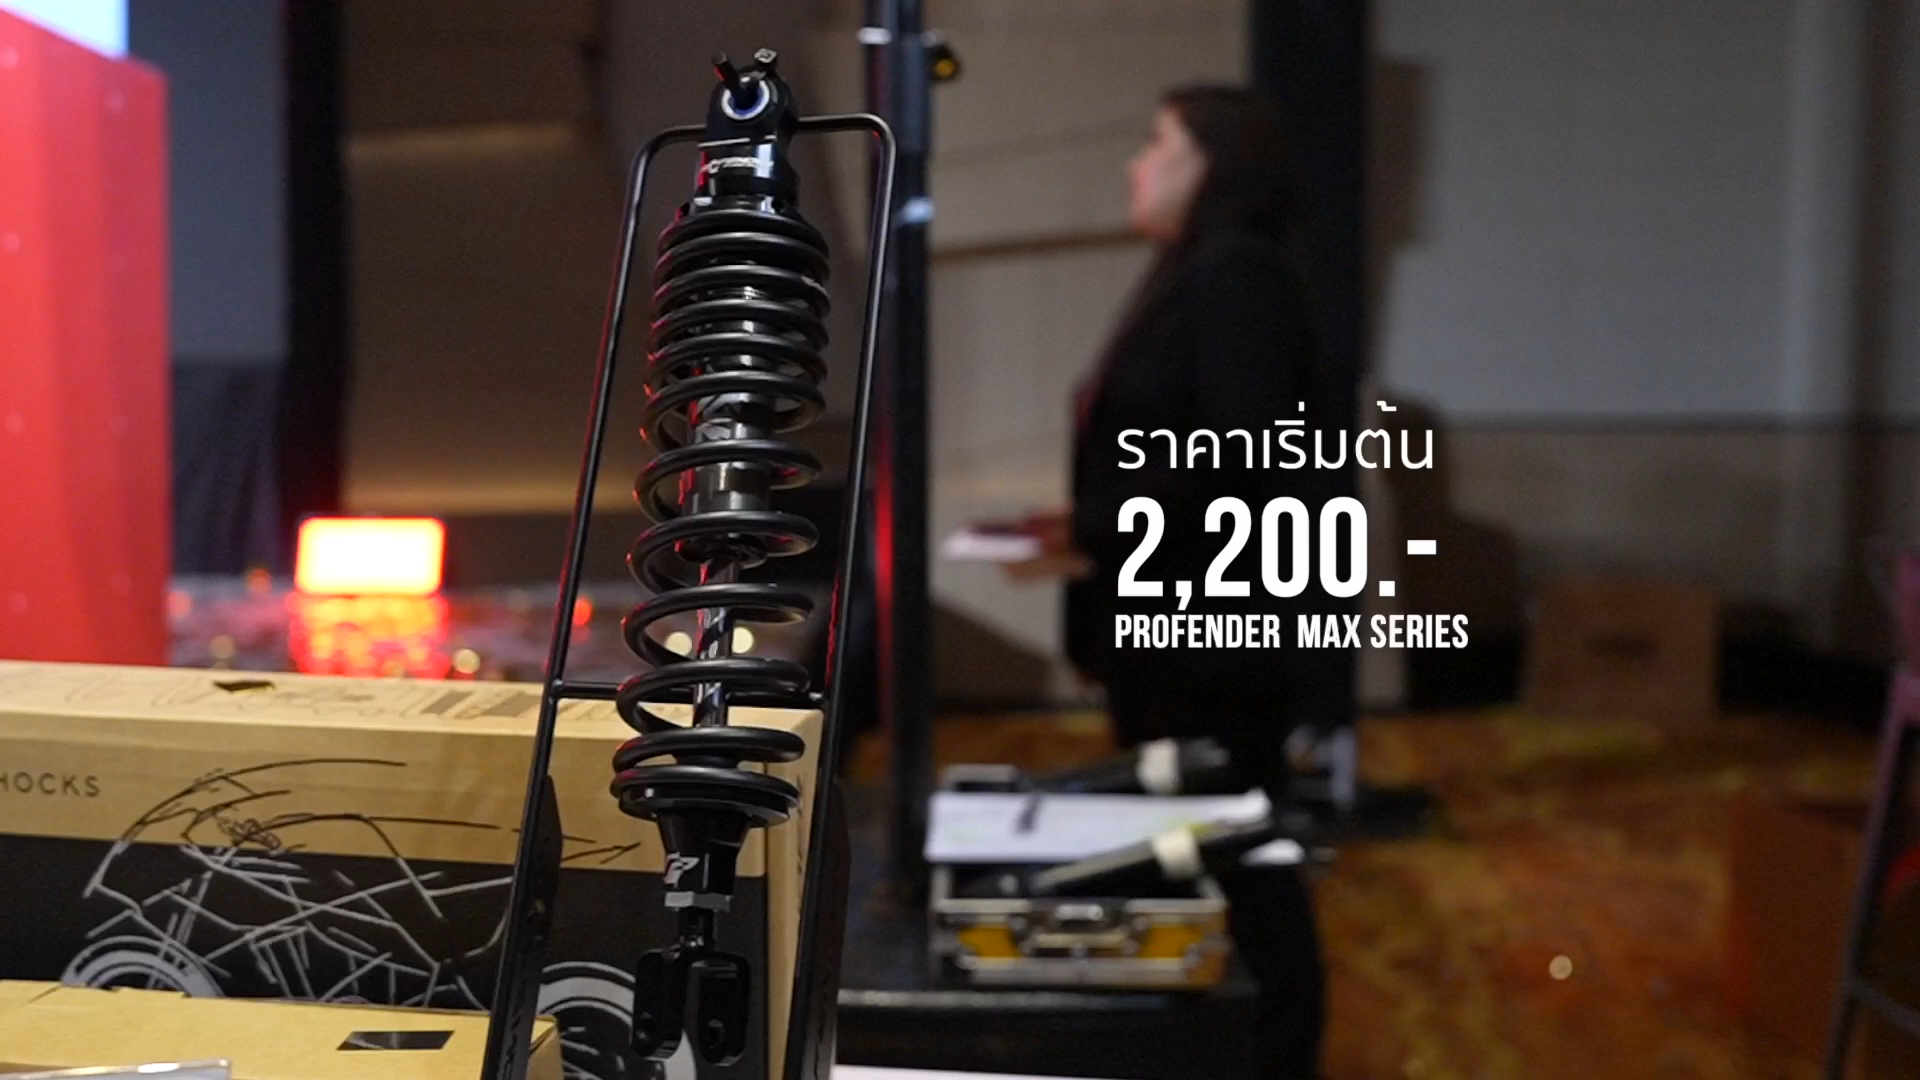 ราคาเริ่มต้น
2,200.-
PROFENDER MAX SERIES
HOCKS